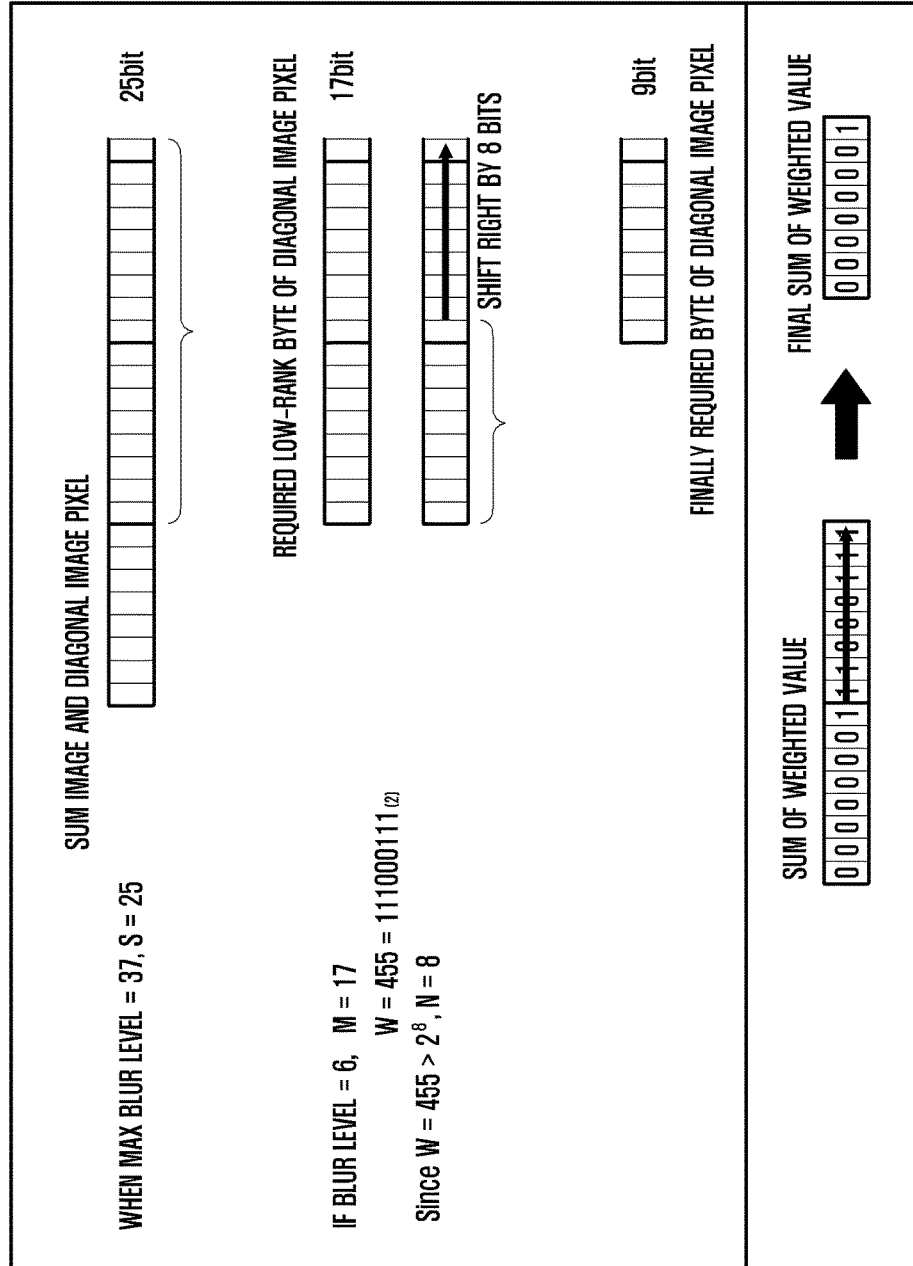 SUM IMAGE AND DIAGONAL IMAGE PIXEL
WHEN MAX BLUR LEVEL = 37, S = 25
25bit
REQUIRED LOW-RANK BYTE OF DIAGONAL IMAGE PIXEL
IF BLUR LEVEL = 6, M = 17
17bit
W = 455 = 111000111(2)
Since W = 455 > 2⁸, N = 8
SHIFT RIGHT BY 8 BITS
9bit
FINALLY REQUIRED BYTE OF DIAGONAL IMAGE PIXEL
SUM OF WEIGHTED VALUE
FINAL SUM OF WEIGHTED VALUE
0 0 0 0 0 0 0 1 1 1 0 0 0 1 1 1
0 0 0 0 0 0 0 1